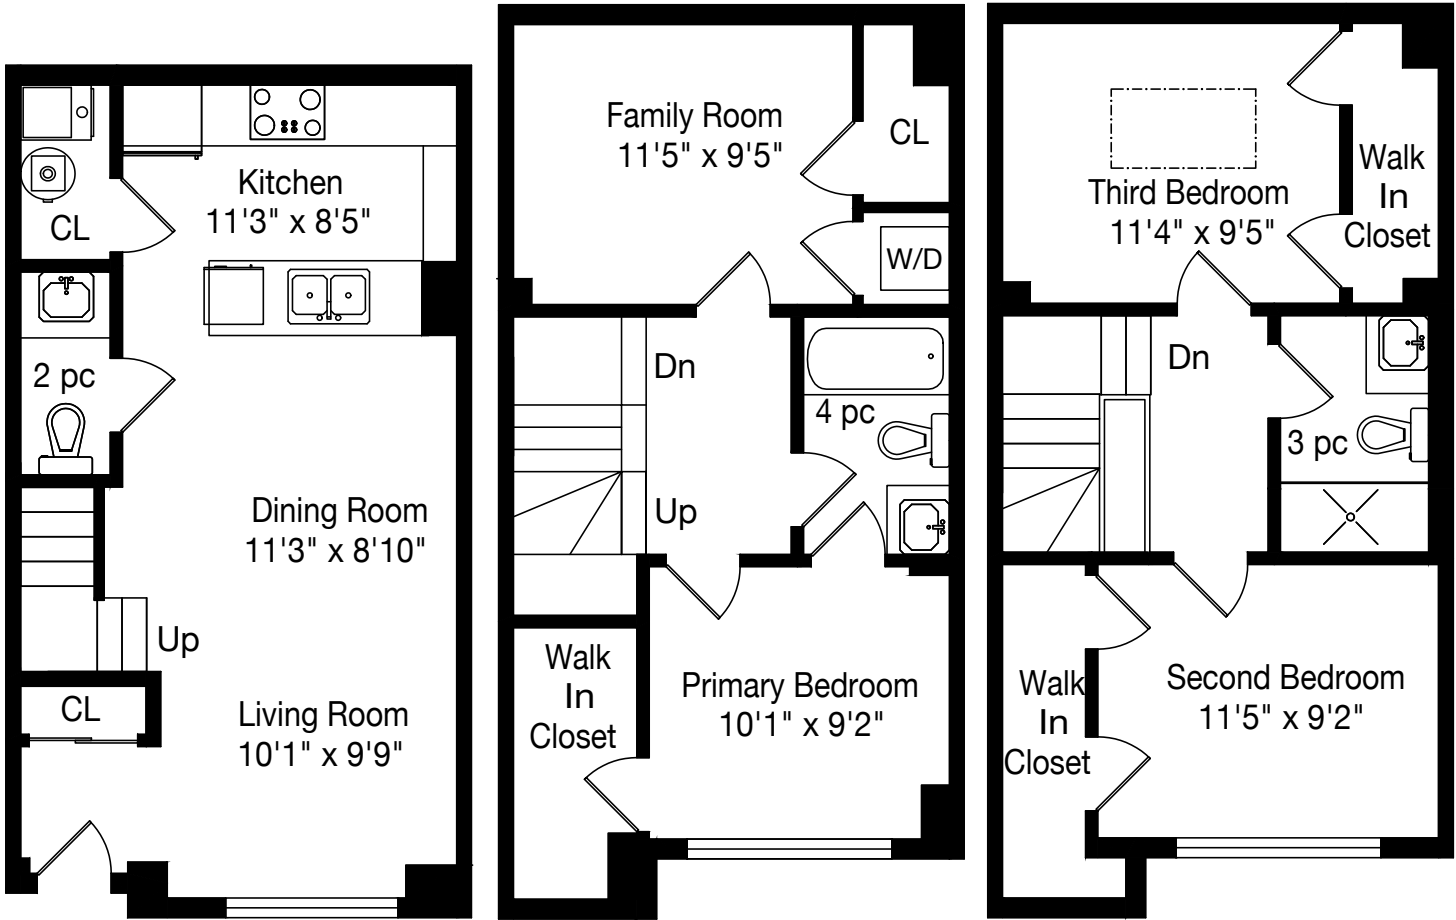 Kitchen
11'3" x 8'5"
CL
2 pc
Dining Room
11'3" x 8'10"
Up
CL
Living Room
10'1" x 9'9"
Family Room
11'5" x 9'5"
CL
W/D
Dn
4 pc
Up
Walk
In
Closet
Primary Bedroom
10'1" x 9'2"
Third Bedroom
11'4" x 9'5"
Walk
In
Closet
Dn
3 pc
Walk
In
Closet
Second Bedroom
11'5" x 9'2"